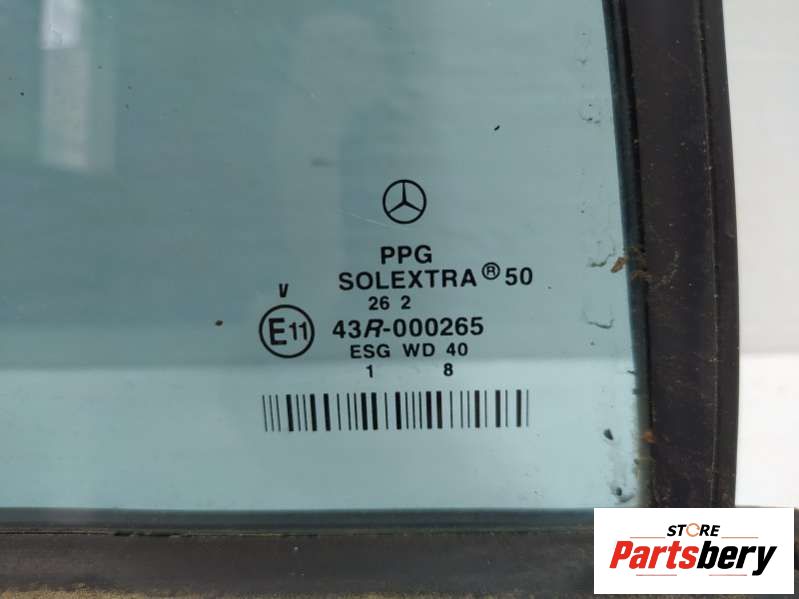 PPG
SOLEXTRA® 50
26 2
V
E11 43R-000265
ESG WD 40
1 8
STORE
Partsbery